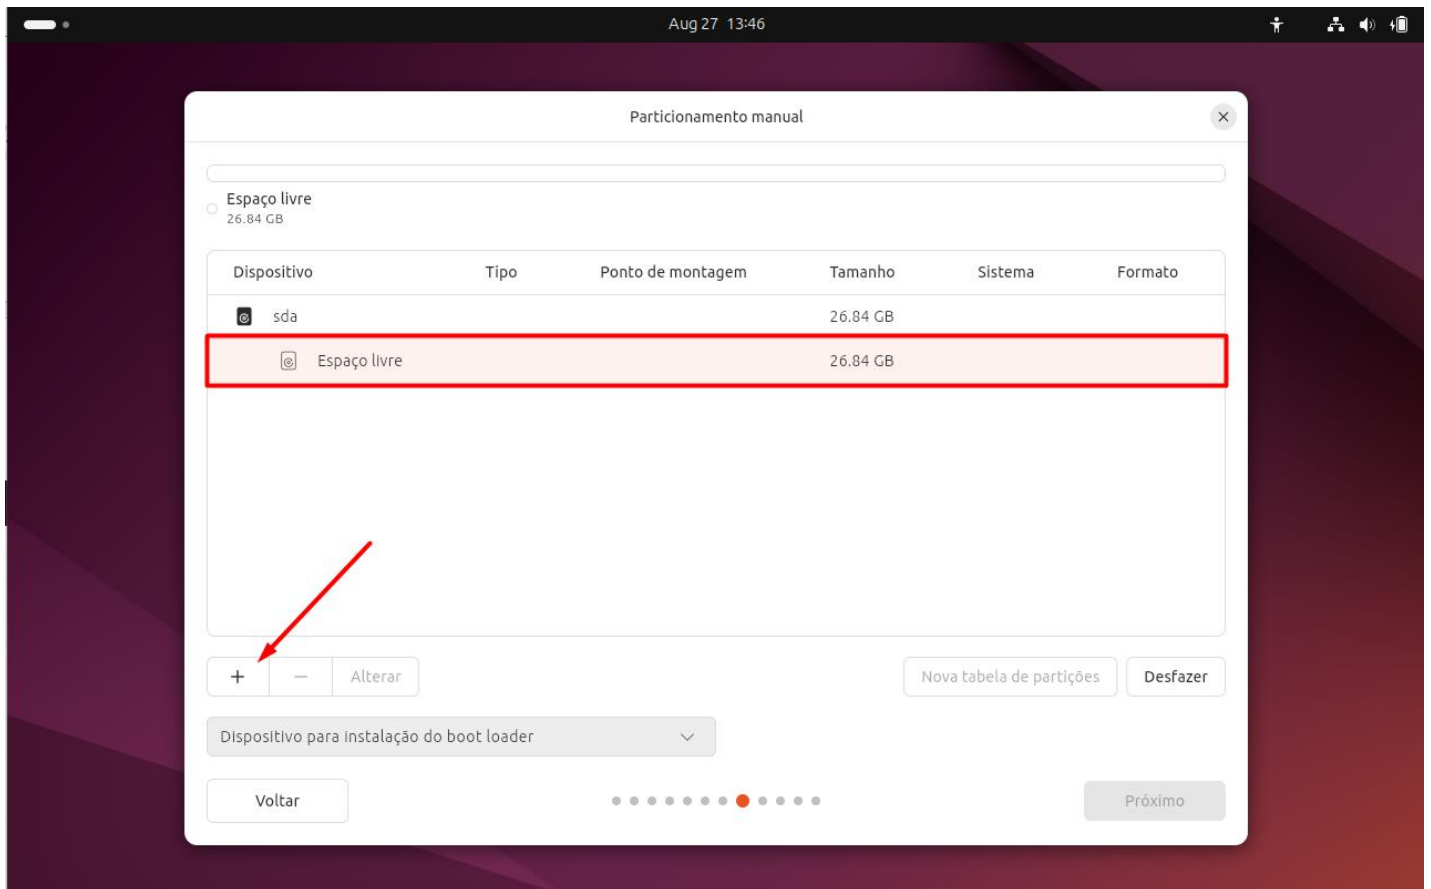 Aug 27 13:46
Particionamento manual
Espaço livre
26.84 GB
Dispositivo Tipo Ponto de montagem Tamanho Sistema Formato
sda 26.84 GB
Espaço livre 26.84 GB
+ − Alterar Nova tabela de partições Desfazer
Dispositivo para instalação do boot loader
Voltar Próximo